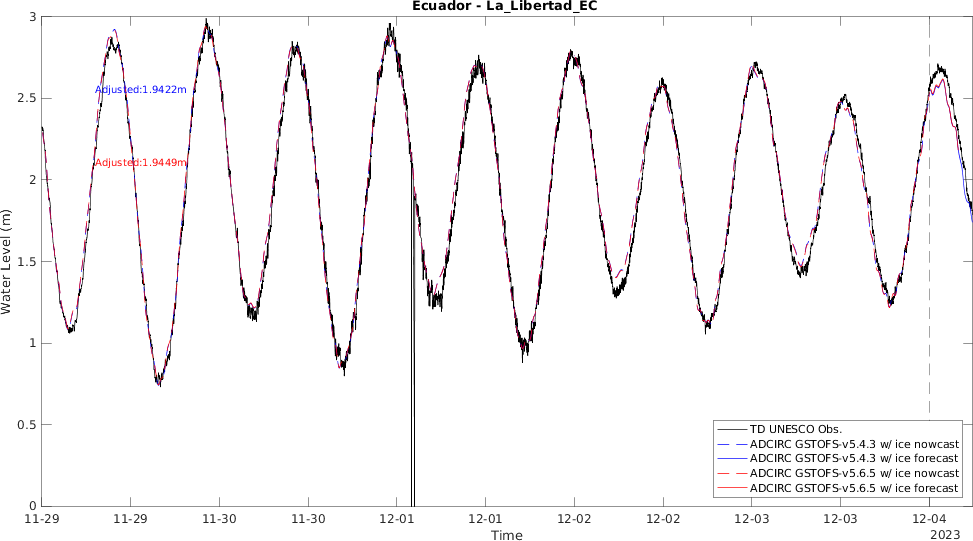 Ecuador - La_Libertad_EC
3
2.5
2
1.5
1
0.5
0
Water Level (m)
Adjusted:1.9422m
Adjusted:1.9449m
TD UNESCO Obs.
ADCIRC GSTOFS-v5.4.3 w/ ice nowcast
ADCIRC GSTOFS-v5.4.3 w/ ice forecast
ADCIRC GSTOFS-v5.6.5 w/ ice nowcast
ADCIRC GSTOFS-v5.6.5 w/ ice forecast
11-29 11-29 11-30 11-30 12-01 12-01 12-02 12-02 12-03 12-03 12-04
Time
2023